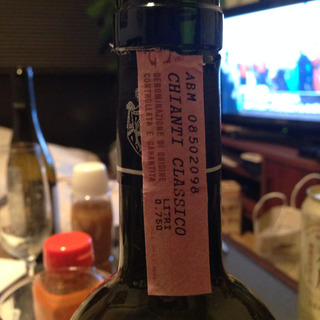 ABM 08502098
CHIANTI CLASSICO
LITRI
0.750
DENOMINAZIONE DI ORIGINE
CONTROLLATA E GARANTITA